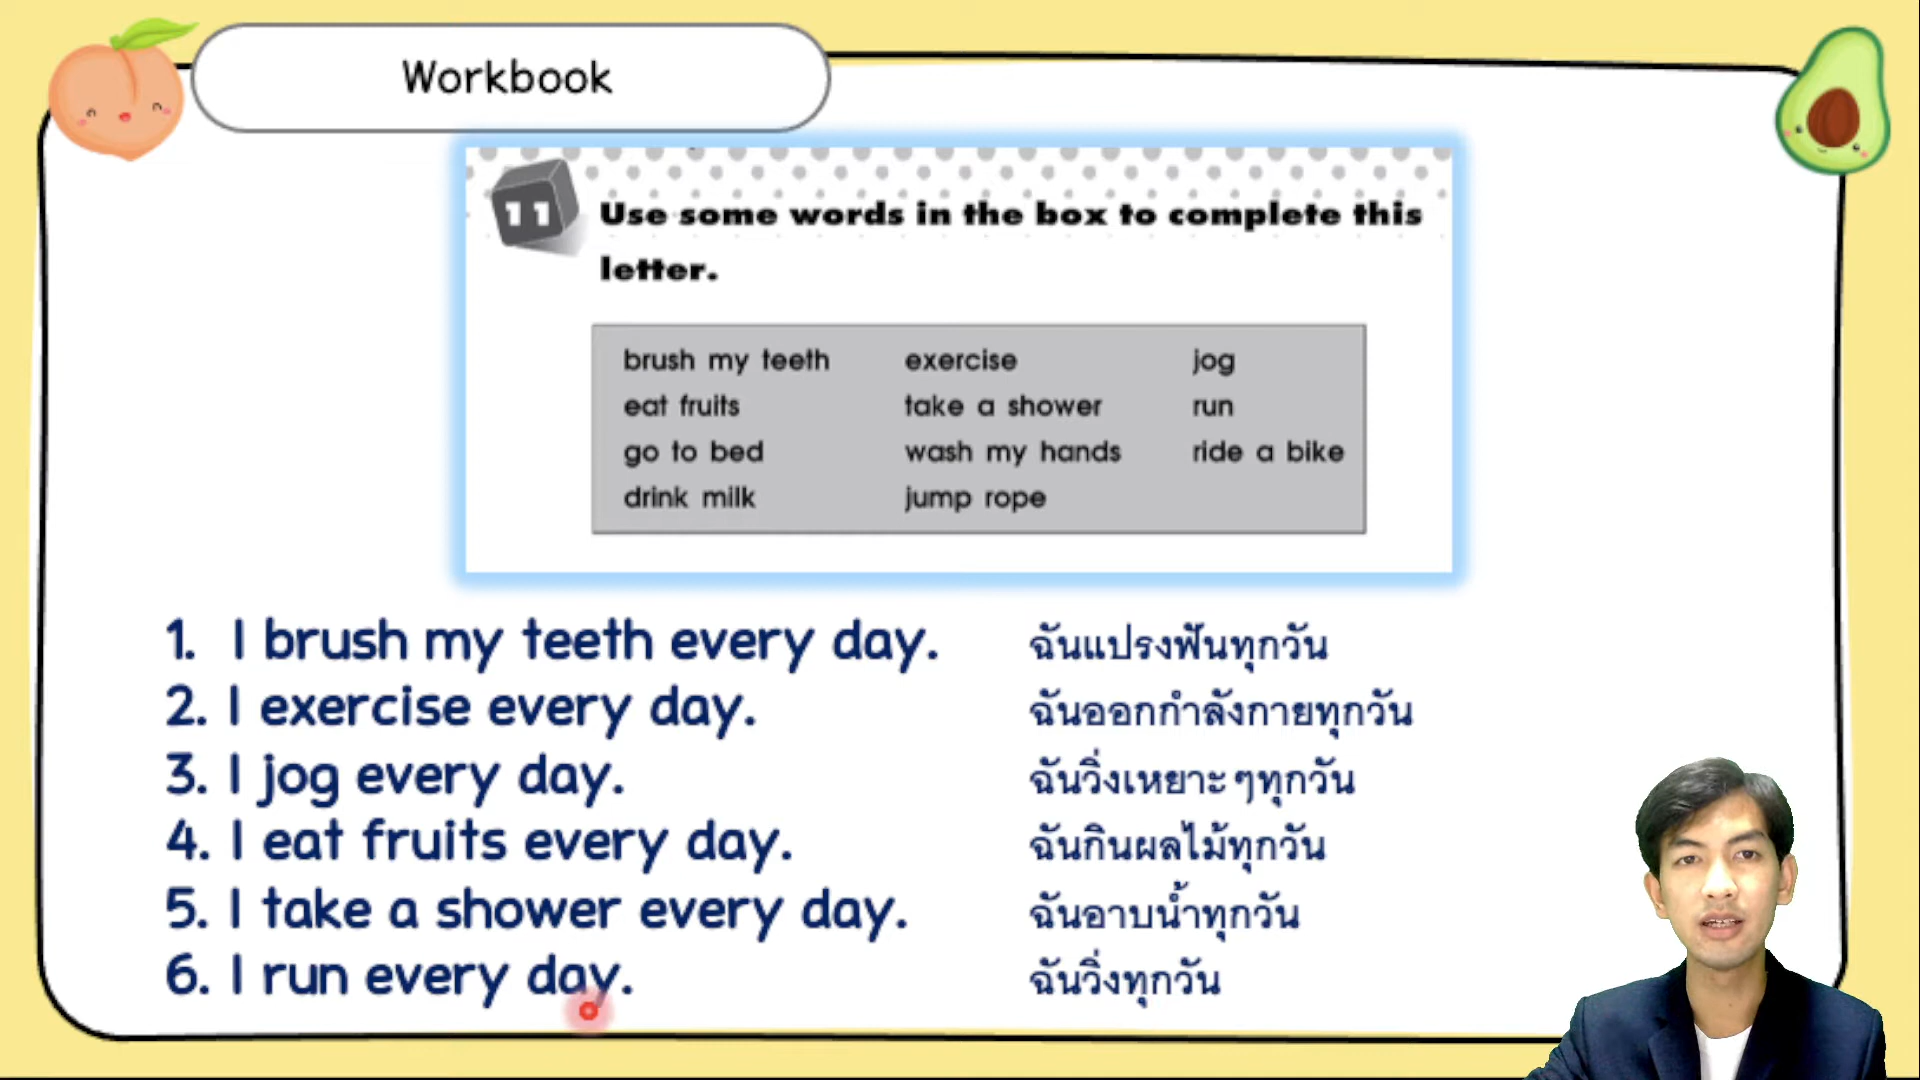 Workbook
11
Use some words in the box to complete this
letter.
brush my teeth exercise jog
eat fruits take a shower run
go to bed wash my hands ride a bike
drink milk jump rope
1. I brush my teeth every day. ฉันแปรงฟันทุกวัน
2. I exercise every day. ฉันออกกำลังกายทุกวัน
3. I jog every day. ฉันวิ่งเหยาะๆทุกวัน
4. I eat fruits every day. ฉันกินผลไม้ทุกวัน
5. I take a shower every day. ฉันอาบน้ำทุกวัน
6. I run every day. ฉันวิ่งทุกวัน